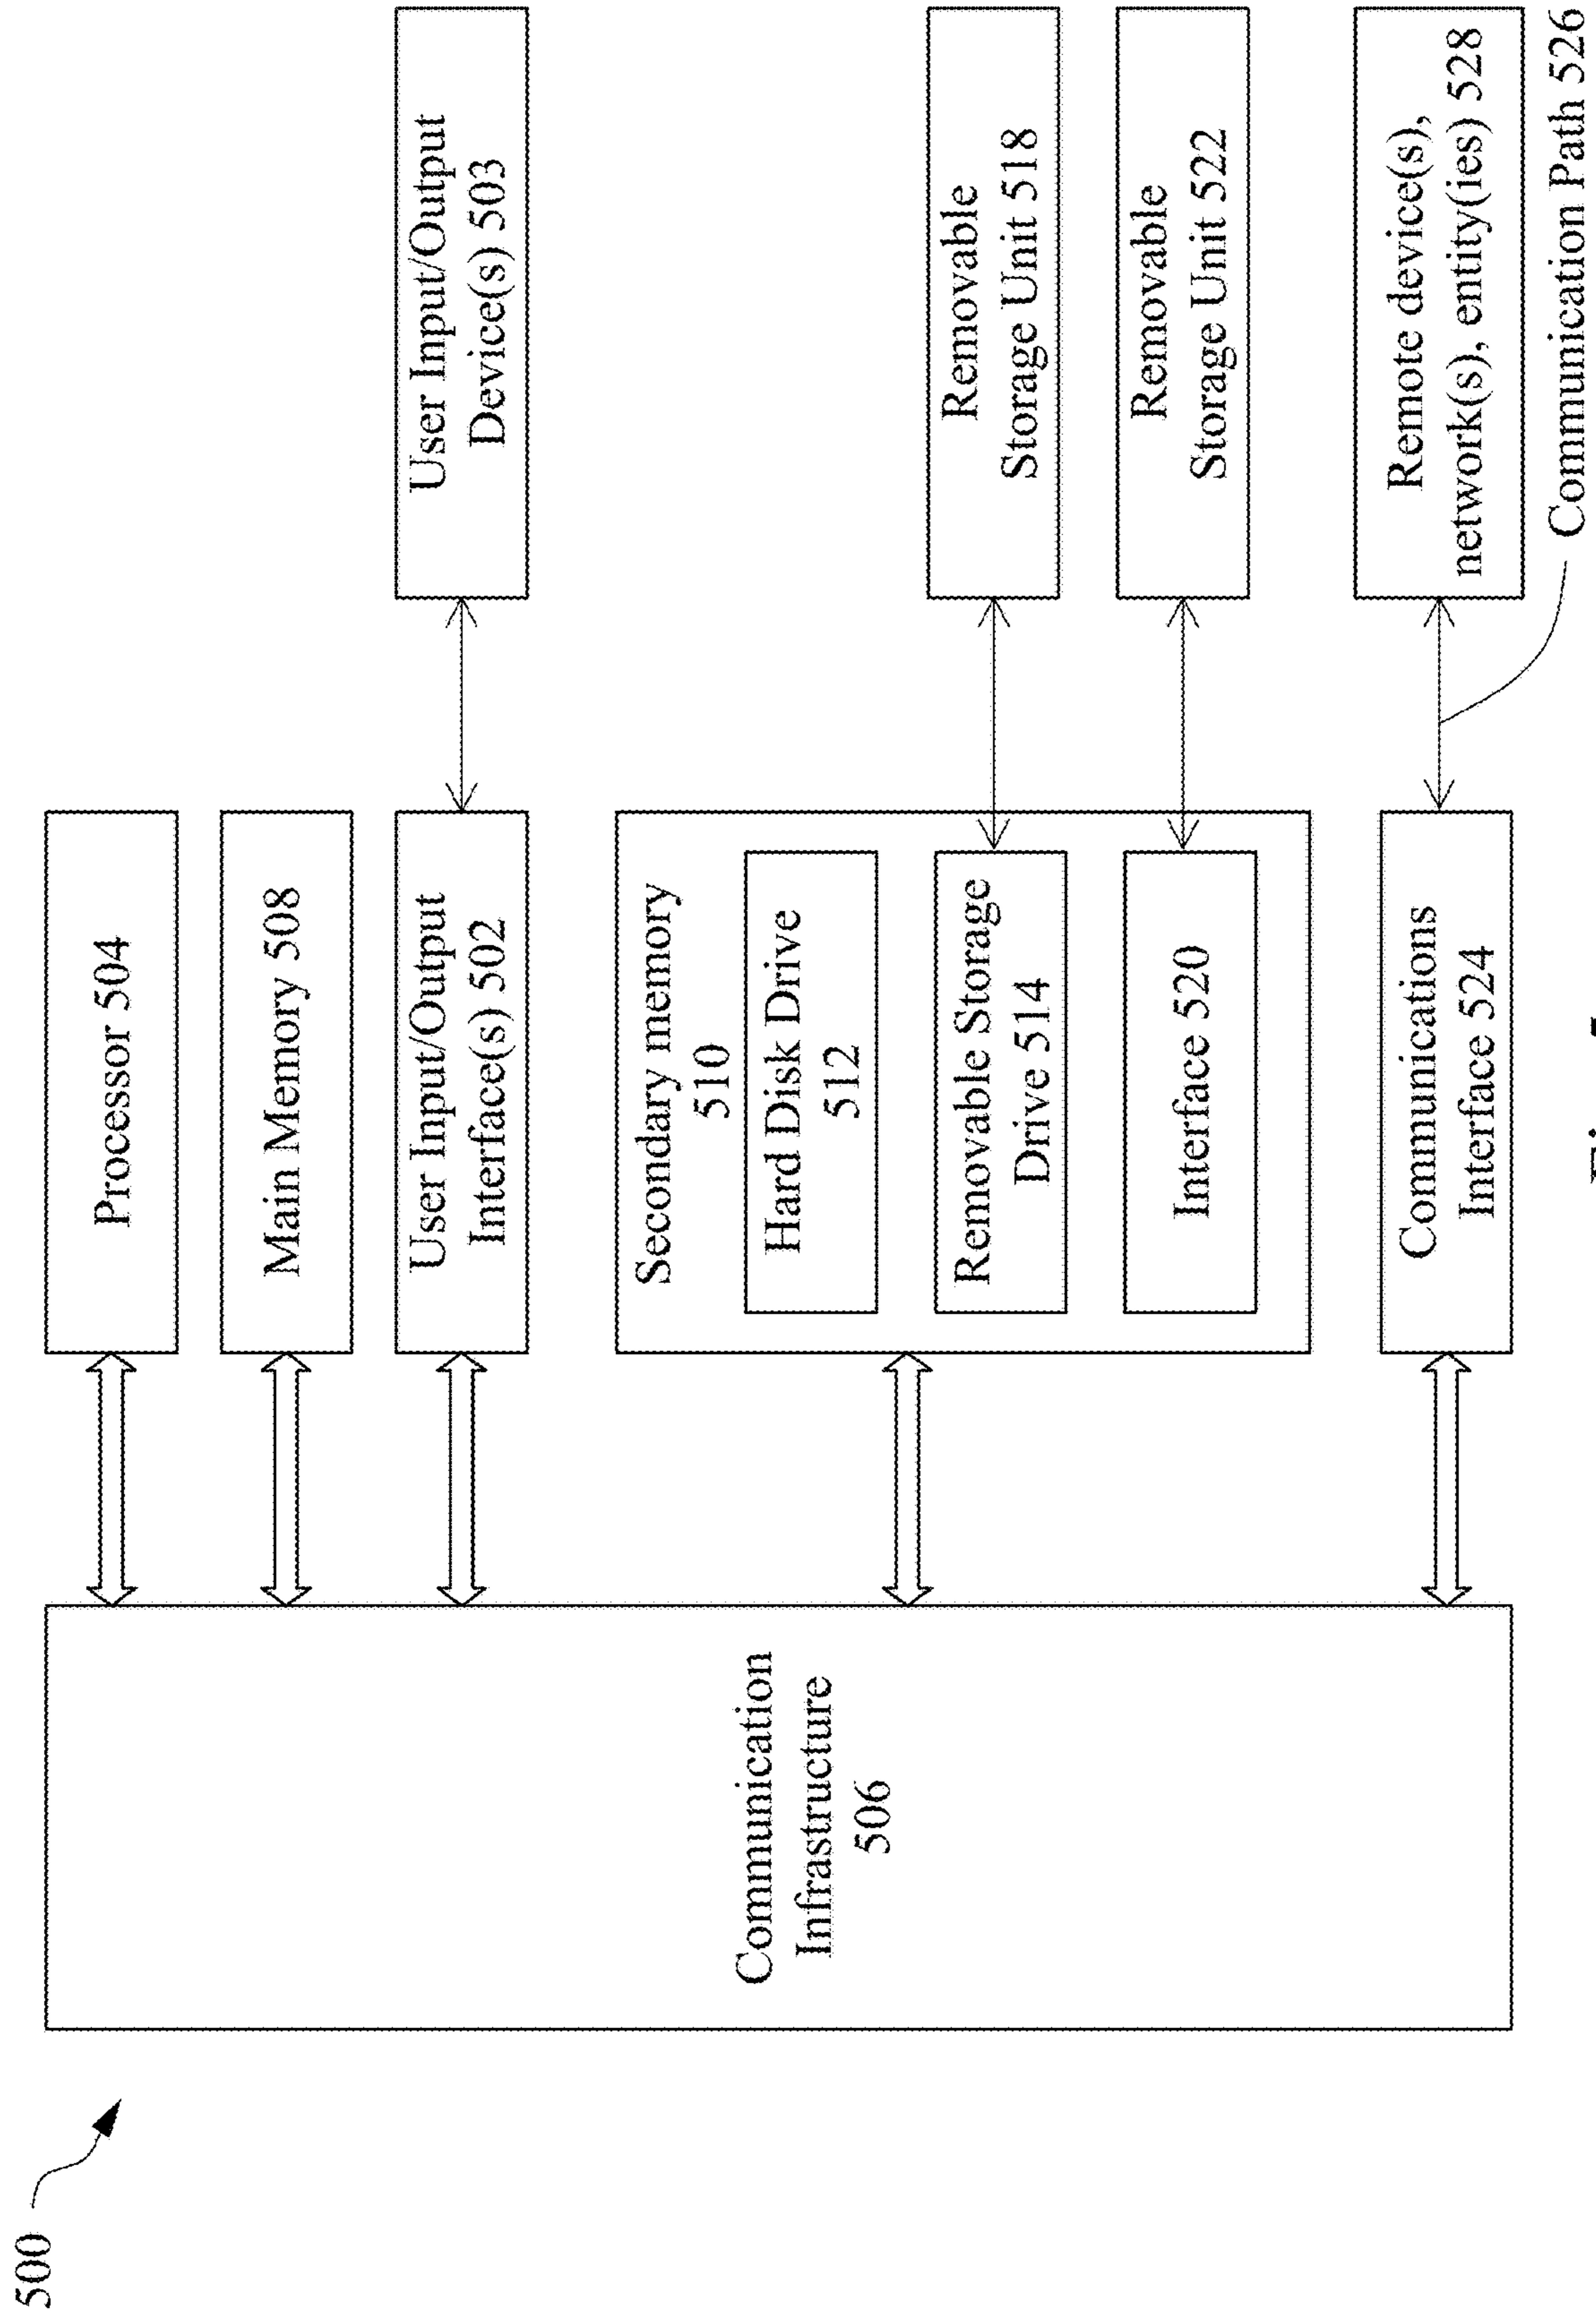 500
Processor 504
Main Memory 508
User Input/Output
Interface(s) 502
User Input/Output
Device(s) 503
Communication
Infrastructure
506
Secondary memory
510
Hard Disk Drive
512
Removable Storage
Drive 514
Removable
Storage Unit 518
Interface 520
Removable
Storage Unit 522
Communications
Interface 524
Remote device(s),
network(s), entity(ies) 528
Communication Path 526